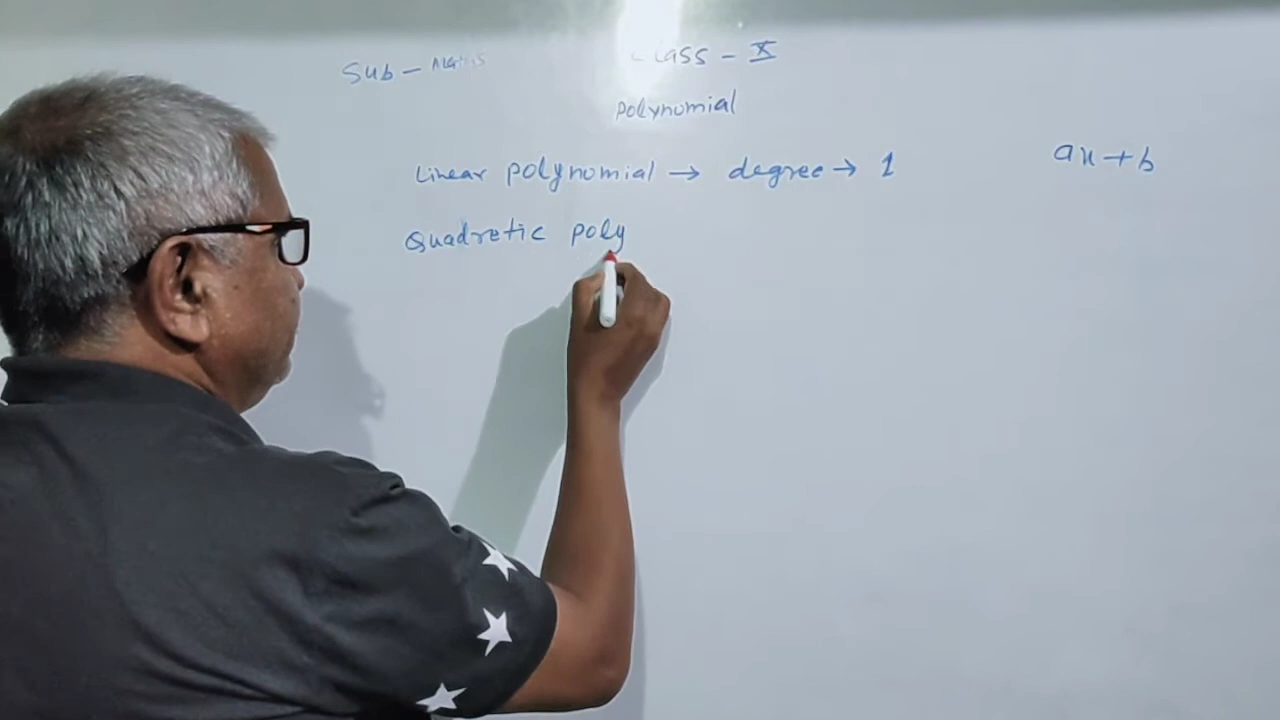 Sub - Maths Class - X
Polynomial
Linear polynomial → degree → 1 ax+b
Quadretic poly